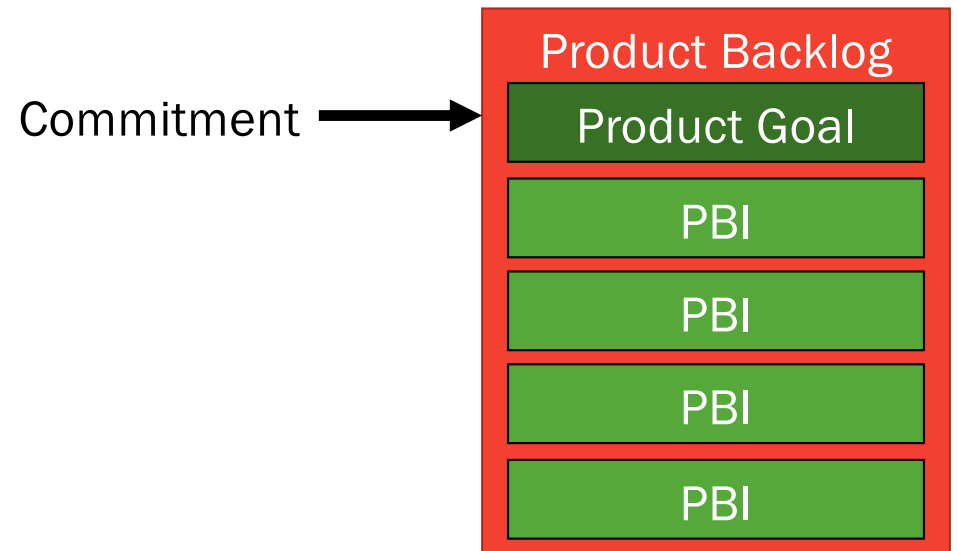 Product Backlog
Commitment
Product Goal
PBI
PBI
PBI
PBI